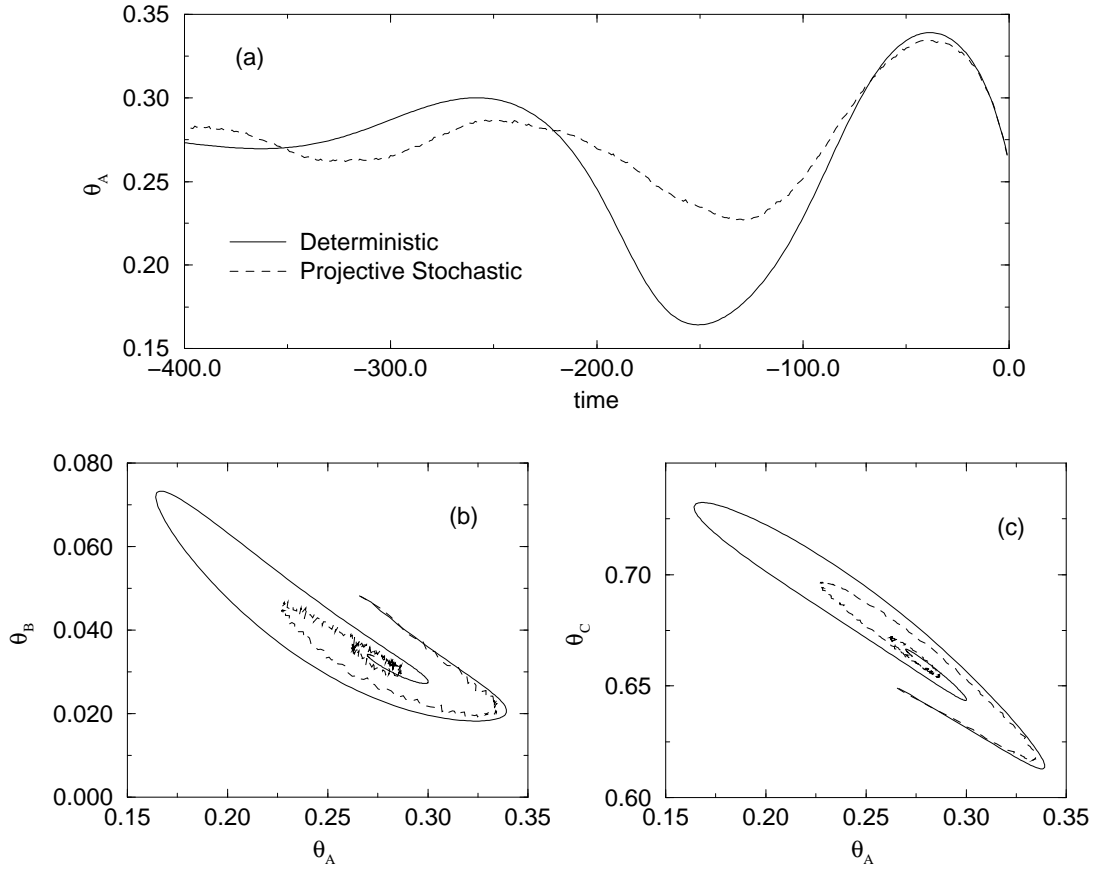 0.35
(a)
0.30
0.25
θA
0.20
Deterministic
Projective Stochastic
0.15
−400.0 −300.0 −200.0 −100.0 0.0
time
0.080
(b)
0.060
θB
0.040
0.020
0.000
0.15 0.20 0.25 0.30 0.35
θA
(c)
0.70
θC
0.65
0.60
0.15 0.20 0.25 0.30 0.35
θA